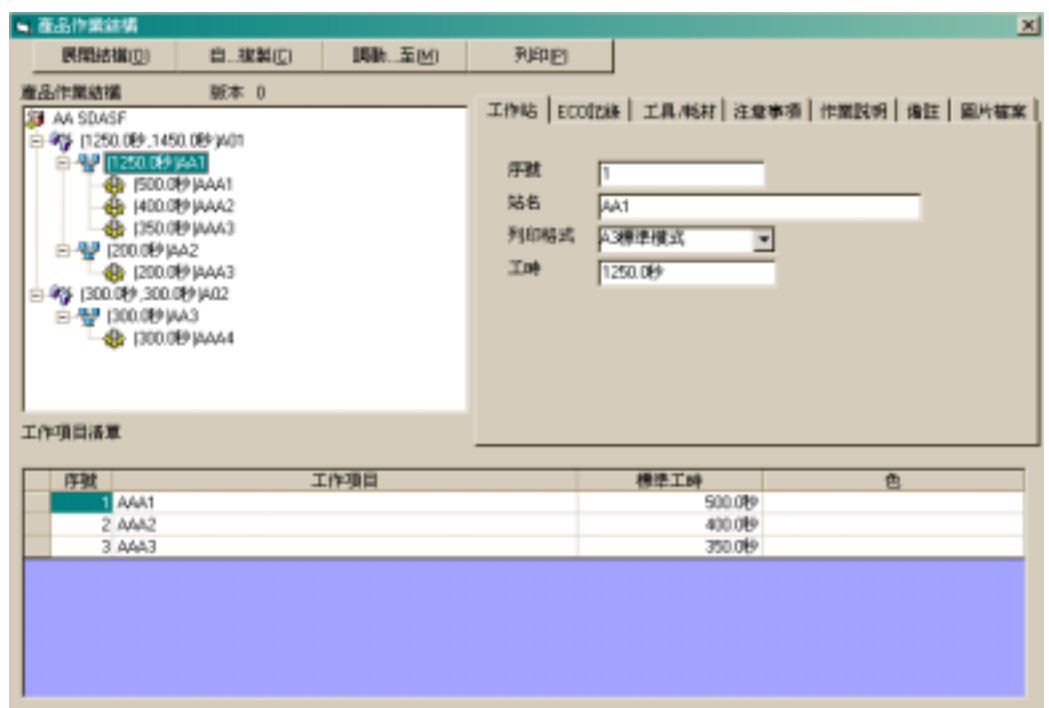 產品作業結構
展開結構(O) 自...複製(C) 調動...至(M) 列印(P)
產品作業結構 版本 0
AA SDASF
[1250.0秒,1450.0秒]A01
[1250.0秒]AA1
[500.0秒]AAA1
[400.0秒]AAA2
[350.0秒]AAA3
[200.0秒]AA2
[200.0秒]AAA3
[300.0秒,300.0秒]A02
[300.0秒]AA3
[300.0秒]AAA4
工作站 ECO記錄 工具/耗材 注意事項 作業說明 備註 圖片檔案
序號 1
站名 AA1
列印格式 A3標準橫式
工時 1250.0秒
工作項目清單
序號 工作項目 標準工時 色
1 AAA1 500.0秒
2 AAA2 400.0秒
3 AAA3 350.0秒